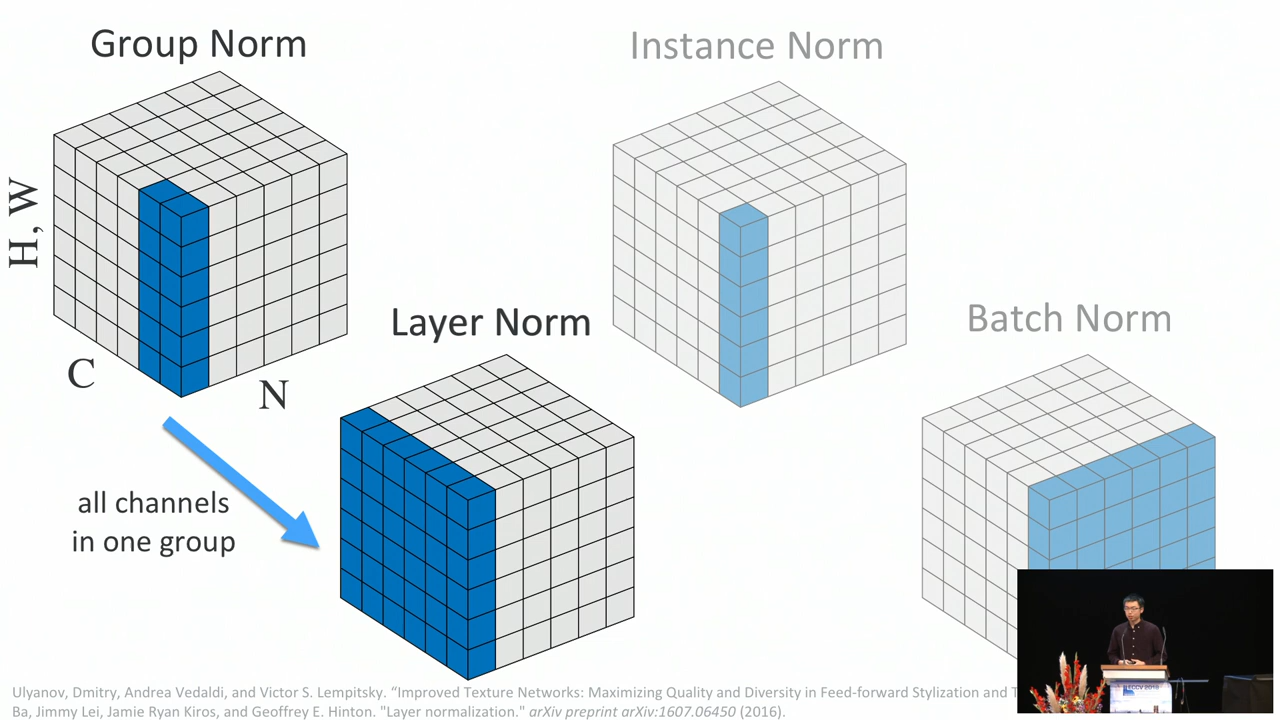 Group Norm
Instance Norm
H, W
Layer Norm
Batch Norm
C
N
all channels
in one group
Ulyanov, Dmitry, Andrea Vedaldi, and Victor S. Lempitsky. “Improved Texture Networks: Maximizing Quality and Diversity in Feed-forward Stylization and T
Ba, Jimmy Lei, Jamie Ryan Kiros, and Geoffrey E. Hinton. "Layer normalization." arXiv preprint arXiv:1607.06450 (2016).
ECCV 2018